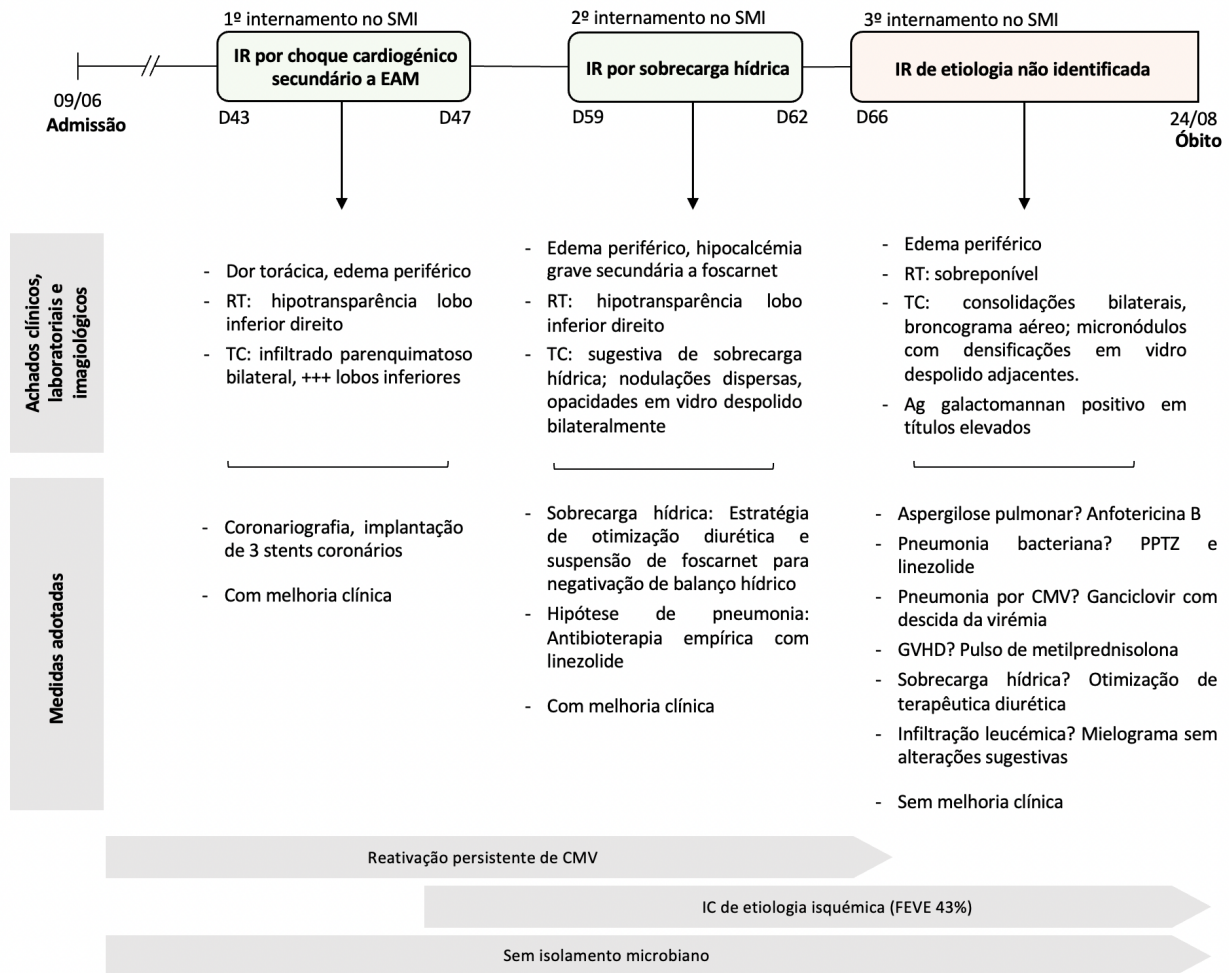 1º internamento no SMI
2º internamento no SMI
3º internamento no SMI
IR por choque cardiogénico
secundário a EAM
IR por sobrecarga hídrica
IR de etiologia não identificada
09/06
Admissão
D43
D47
D59
D62
D66
24/08
Óbito
Achados clínicos,
laboratoriais e
imagiológicos
- Dor torácica, edema periférico
- RT: hipotransparência lobo
inferior direito
- TC: infiltrado parenquimatoso
bilateral, +++ lobos inferiores
- Edema periférico, hipocalcémia
grave secundária a foscarnet
- RT: hipotransparência lobo
inferior direito
- TC: sugestiva de sobrecarga
hídrica; nodulações dispersas,
opacidades em vidro despolido
bilateralmente
- Edema periférico
- RT: sobreponível
- TC: consolidações bilaterais,
broncograma aéreo; micronódulos
com densificações em vidro
despolido adjacentes.
- Ag galactomannan positivo em
títulos elevados
Medidas adotadas
- Coronariografia, implantação
de 3 stents coronários
- Com melhoria clínica
- Sobrecarga hídrica: Estratégia
de otimização diurética e
suspensão de foscarnet para
negativação de balanço hídrico
- Hipótese de pneumonia:
Antibioterapia empírica com
linezolide
- Com melhoria clínica
- Aspergilose pulmonar? Anfotericina B
- Pneumonia bacteriana? PPTZ e
linezolide
- Pneumonia por CMV? Ganciclovir com
descida da virémia
- GVHD? Pulso de metilprednisolona
- Sobrecarga hídrica? Otimização de
terapêutica diurética
- Infiltração leucémica? Mielograma sem
alterações sugestivas
- Sem melhoria clínica
Reativação persistente de CMV
IC de etiologia isquémica (FEVE 43%)
Sem isolamento microbiano